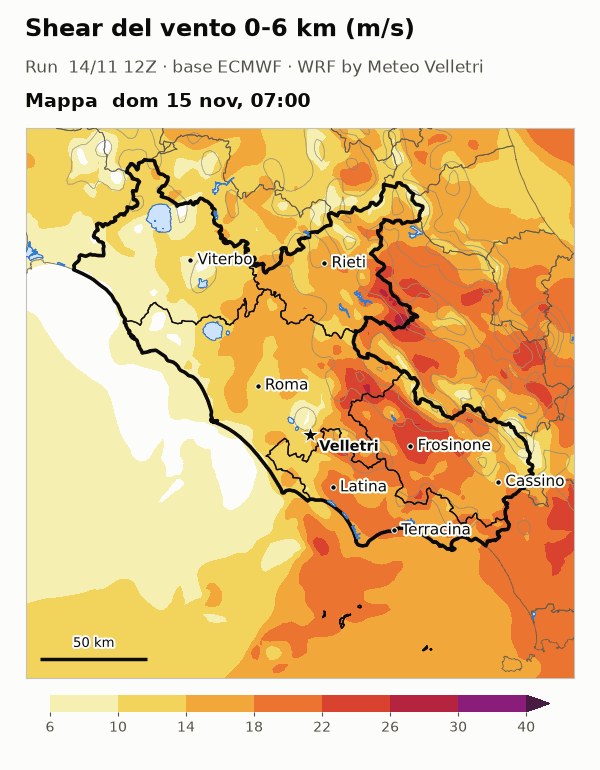 Shear del vento 0-6 km (m/s)
Run 14/11 12Z · base ECMWF · WRF by Meteo Velletri
Mappa dom 15 nov, 07:00
Viterbo
Rieti
Roma
Velletri
Frosinone
Cassino
Latina
Terracina
50 km
6 10 14 18 22 26 30 40